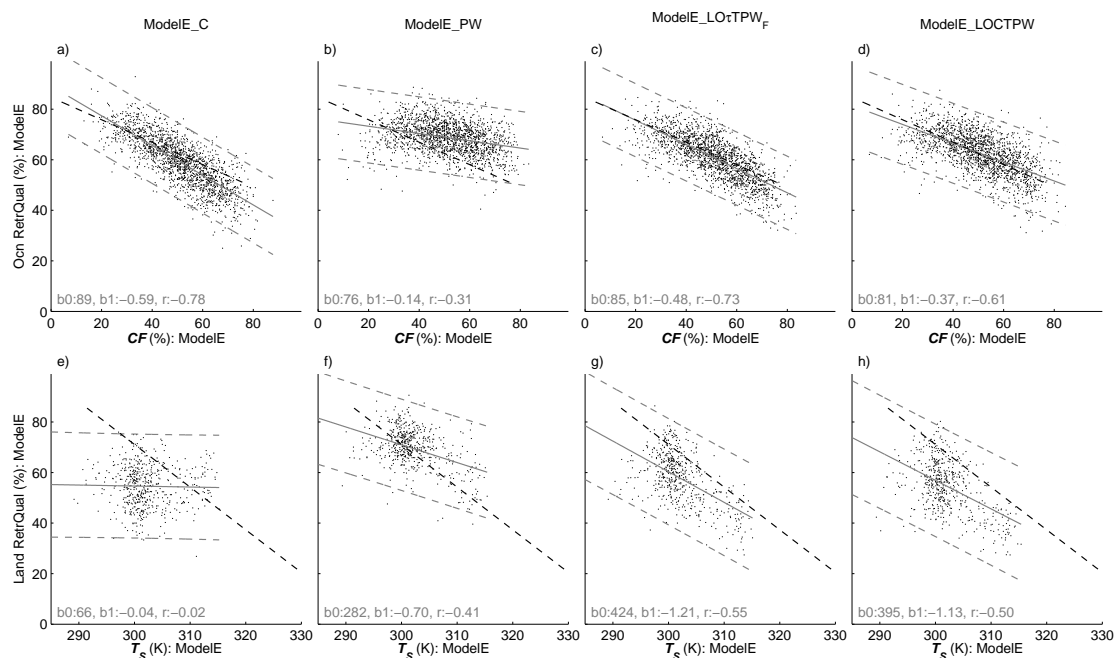 ModelE_C
ModelE_PW
ModelE_LOτTPW_F
ModelE_LOCTPW
a)
b)
c)
d)
Ocn RetrQual (%): ModelE
80
60
40
20
0
b0:89, b1:−0.59, r:−0.78
b0:76, b1:−0.14, r:−0.31
b0:85, b1:−0.48, r:−0.73
b0:81, b1:−0.37, r:−0.61
0 20 40 60 80
0 20 40 60 80
0 20 40 60 80
0 20 40 60 80
CF (%): ModelE
CF (%): ModelE
CF (%): ModelE
CF (%): ModelE
e)
f)
g)
h)
Land RetrQual (%): ModelE
80
60
40
20
0
b0:66, b1:−0.04, r:−0.02
b0:282, b1:−0.70, r:−0.41
b0:424, b1:−1.21, r:−0.55
b0:395, b1:−1.13, r:−0.50
290 300 310 320 330
290 300 310 320 330
290 300 310 320 330
290 300 310 320 330
T_S (K): ModelE
T_S (K): ModelE
T_S (K): ModelE
T_S (K): ModelE